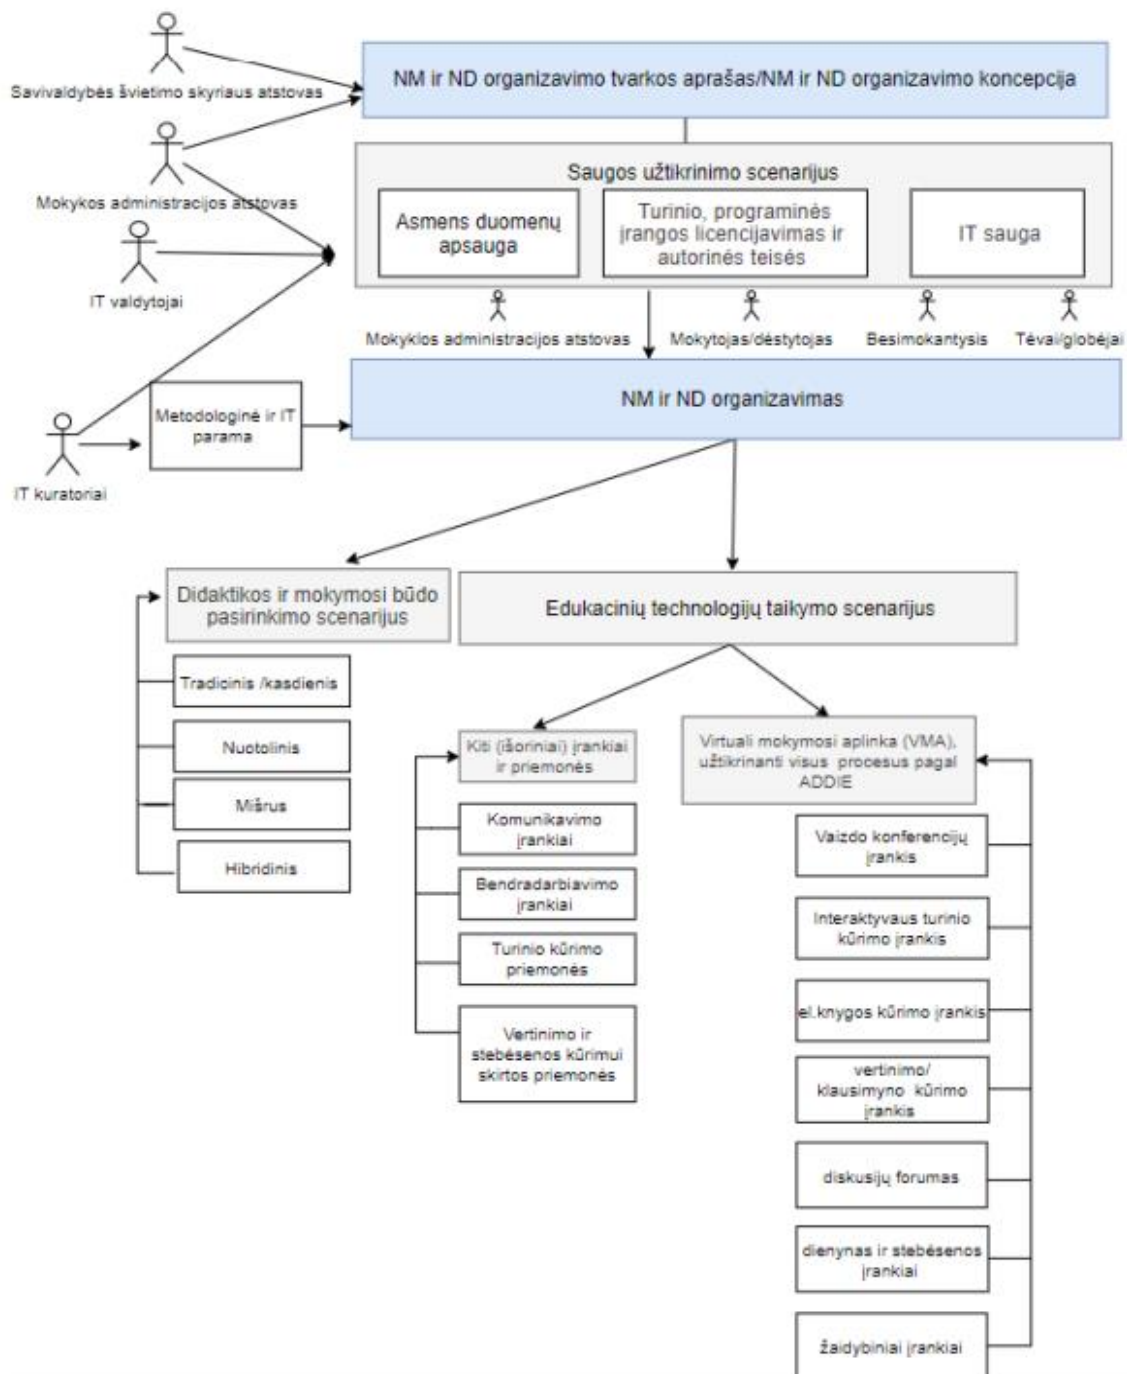 NM ir ND organizavimo tvarkos aprašas/NM ir ND organizavimo koncepcija
Savivaldybės švietimo skyriaus atstovas
Mokykos administracijos atstovas
IT valdytojai
Saugos užtikrinimo scenarijus
Asmens duomenų
apsauga
Turinio, programinės
įrangos licencijavimas ir
autorinės teisės
IT sauga
Mokyklos administracijos atstovas
Mokytojas/dėstytojas
Besimokantysis
Tėvai/globėjai
Metodologinė ir IT
parama
NM ir ND organizavimas
IT kuratoriai
Didaktikos ir mokymosi būdo
pasirinkimo scenarijus
Tradicinis /kasdienis
Nuotolinis
Mišrus
Hibridinis
Edukacinių technologijų taikymo scenarijus
Kiti (išoriniai) įrankiai
ir priemonės
Komunikavimo
įrankiai
Bendradarbiavimo
įrankiai
Turinio kūrimo
priemonės
Vertinimo ir
stebėsenos kūrimui
skirtos priemonės
Virtuali mokymosi aplinka (VMA),
užtikrinanti visus procesus pagal
ADDIE
Vaizdo konferencijų
įrankis
Interaktyvaus turinio
kūrimo įrankis
el.knygos kūrimo įrankis
vertinimo/
klausimyno kūrimo
įrankis
diskusijų forumas
dienynas ir stebėsenos
įrankiai
žaidybiniai įrankiai